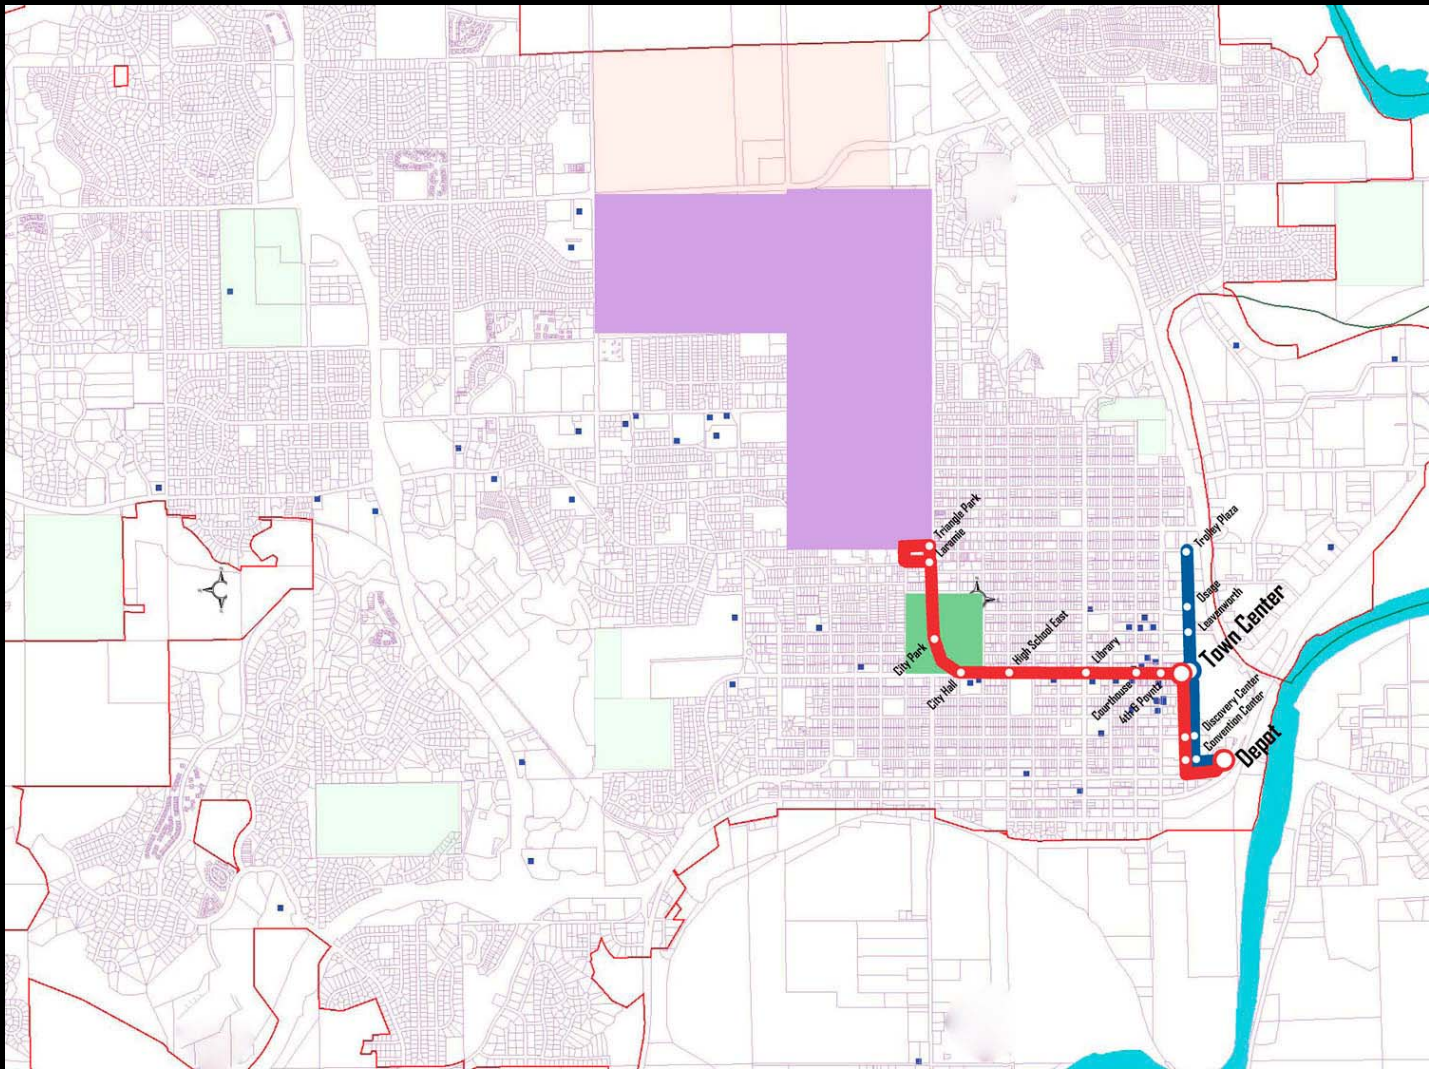 Triangle Park
Laramie
Trolley Plaza
Osage
Leavenworth
Town Center
High School East
Library
City Park
City Hall
Courthouse
4th & Poyntz
Discovery Center
Convention Center
Depot